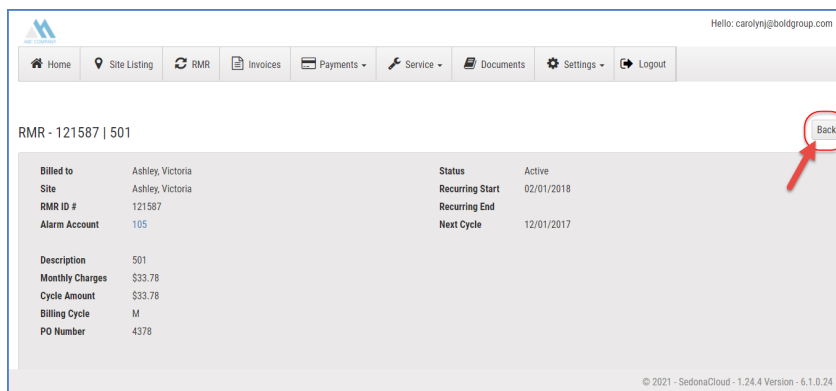 Hello: carolynj@boldgroup.com
ABC COMPANY
Home Site Listing RMR Invoices Payments Service Documents Settings Logout
RMR - 121587 | 501
Back
Billed to Ashley, Victoria Status Active
Site Ashley, Victoria Recurring Start 02/01/2018
RMR ID # 121587 Recurring End
Alarm Account 105 Next Cycle 12/01/2017
Description 501
Monthly Charges $33.78
Cycle Amount $33.78
Billing Cycle M
PO Number 4378
© 2021 - SedonaCloud - 1.24.4 Version - 6.1.0.24